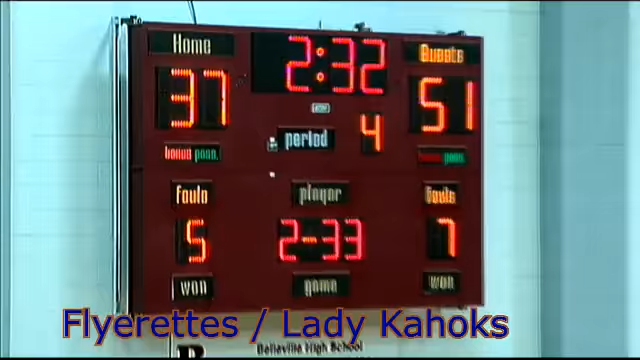 Home 2:32 Guests
37 51
period 4
bonus poss. bonus poss.
fouls player fouls
5 2-33 7
won game won
Flyerettes / Lady Kahoks
B Belleville High School